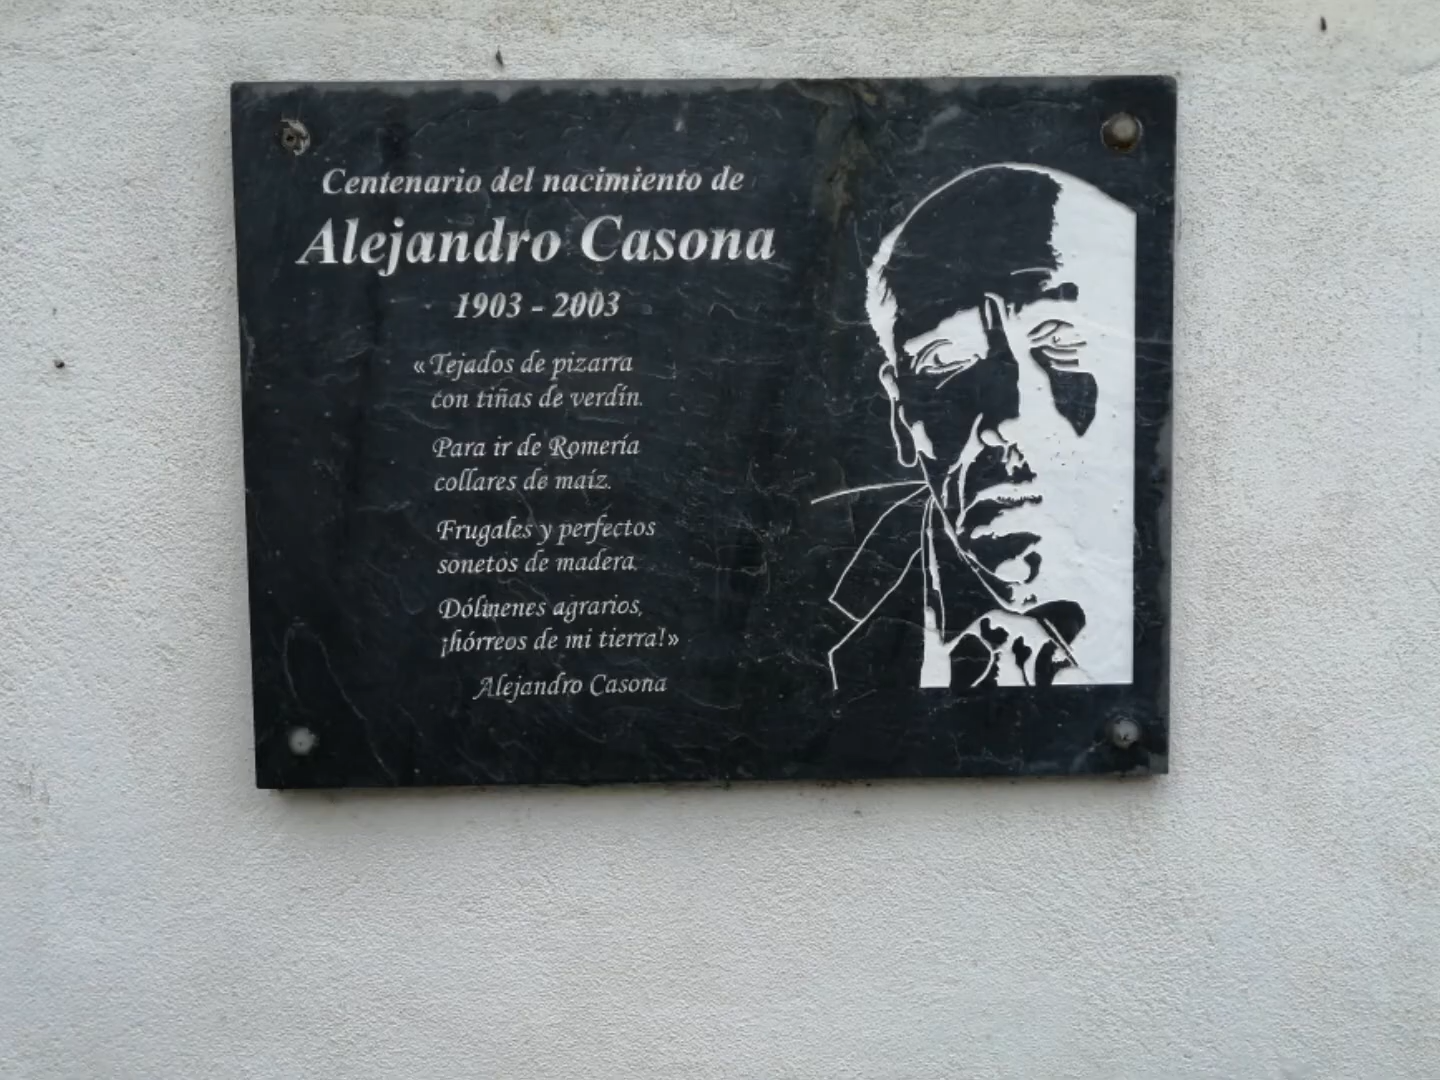 Centenario del nacimiento de
Alejandro Casona
1903 - 2003
«Tejados de pizarra
con tiñas de verdín.
Para ir de Romería
collares de maíz.
Frugales y perfectos
sonetos de madera.
Dólmenes agrarios,
¡hórreos de mi tierra!»
Alejandro Casona